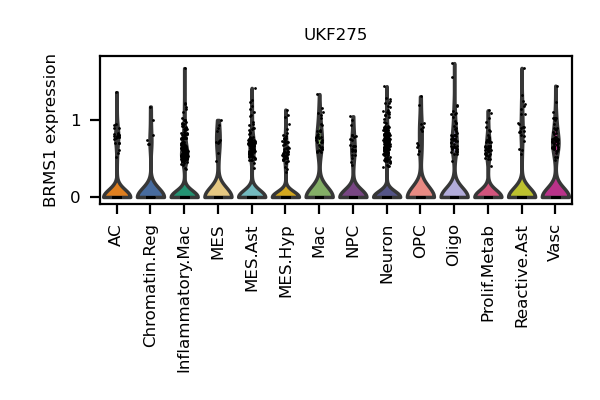 UKF275
BRMS1 expression
1
0
AC
Chromatin.Reg
Inflammatory.Mac
MES
MES.Ast
MES.Hyp
Mac
NPC
Neuron
OPC
Oligo
Prolif.Metab
Reactive.Ast
Vasc